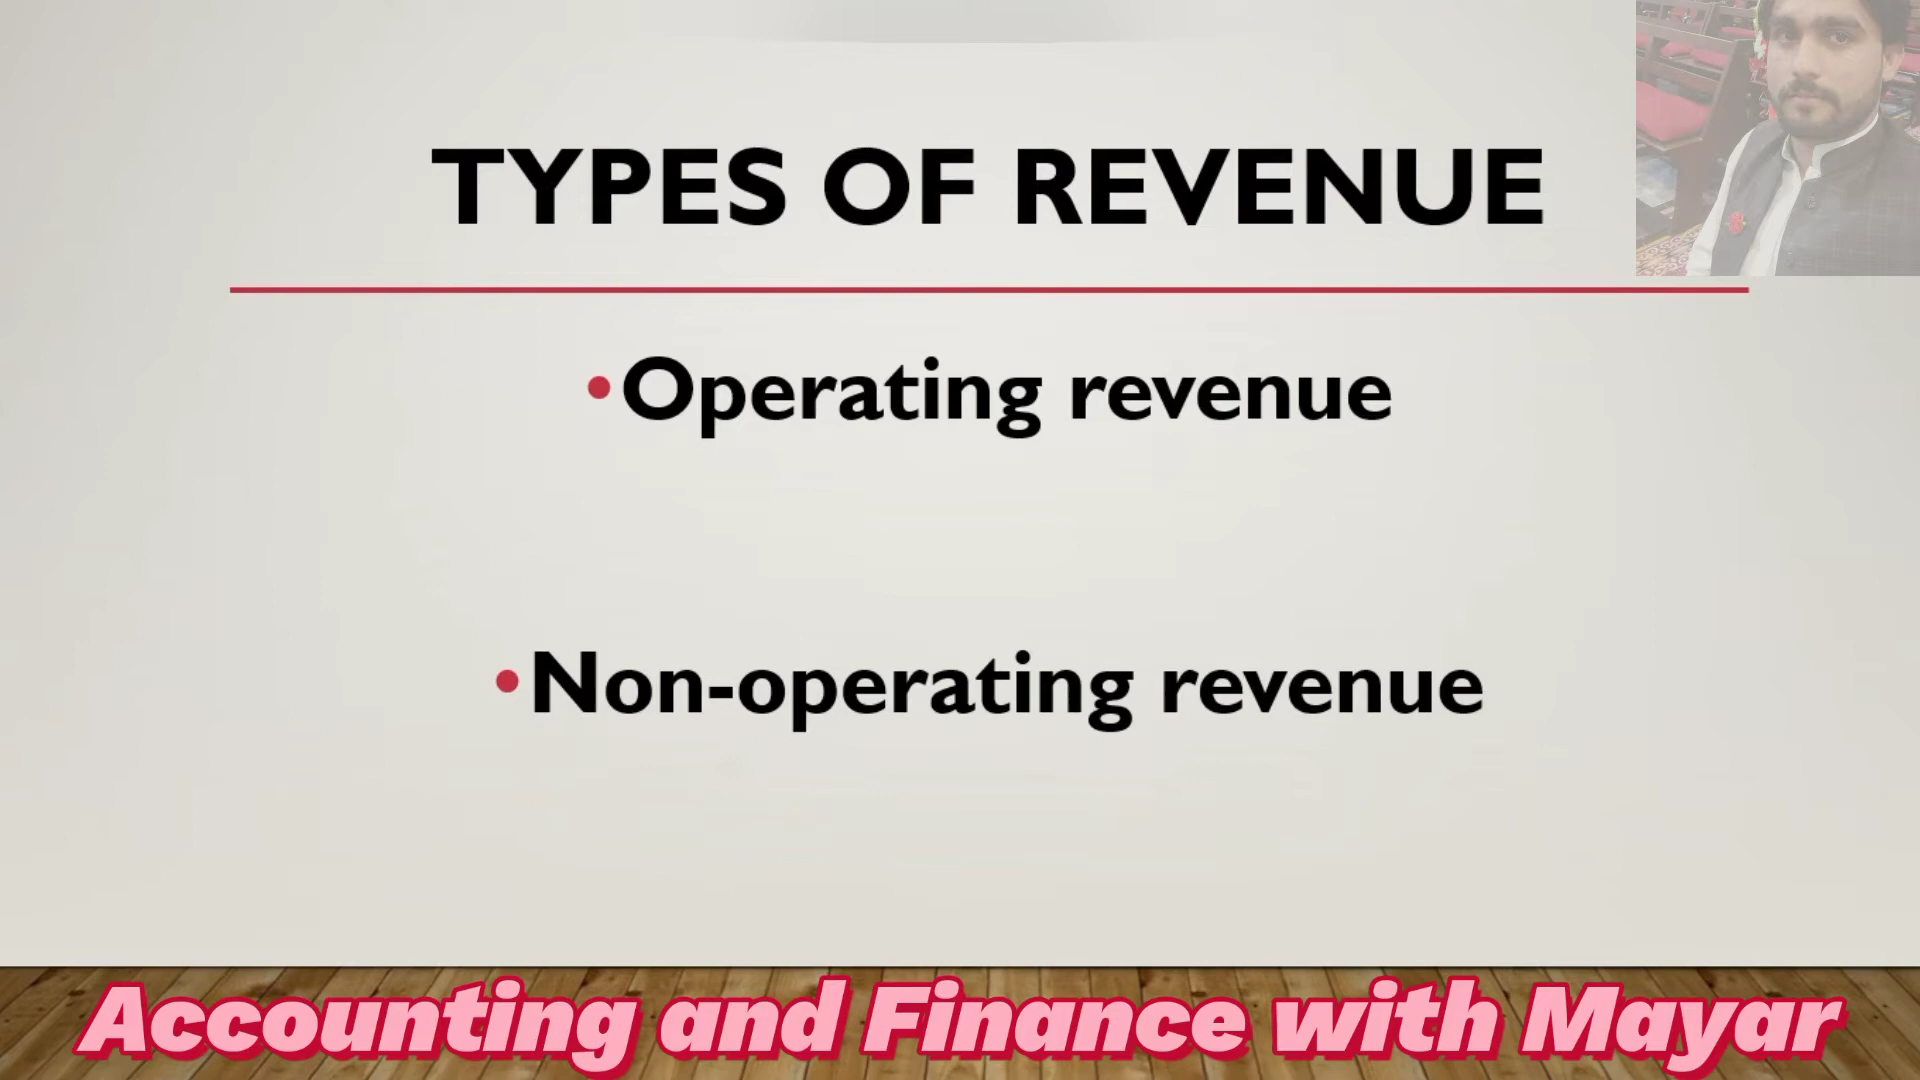 TYPES OF REVENUE
•Operating revenue
•Non-operating revenue
Accounting and Finance with Mayar